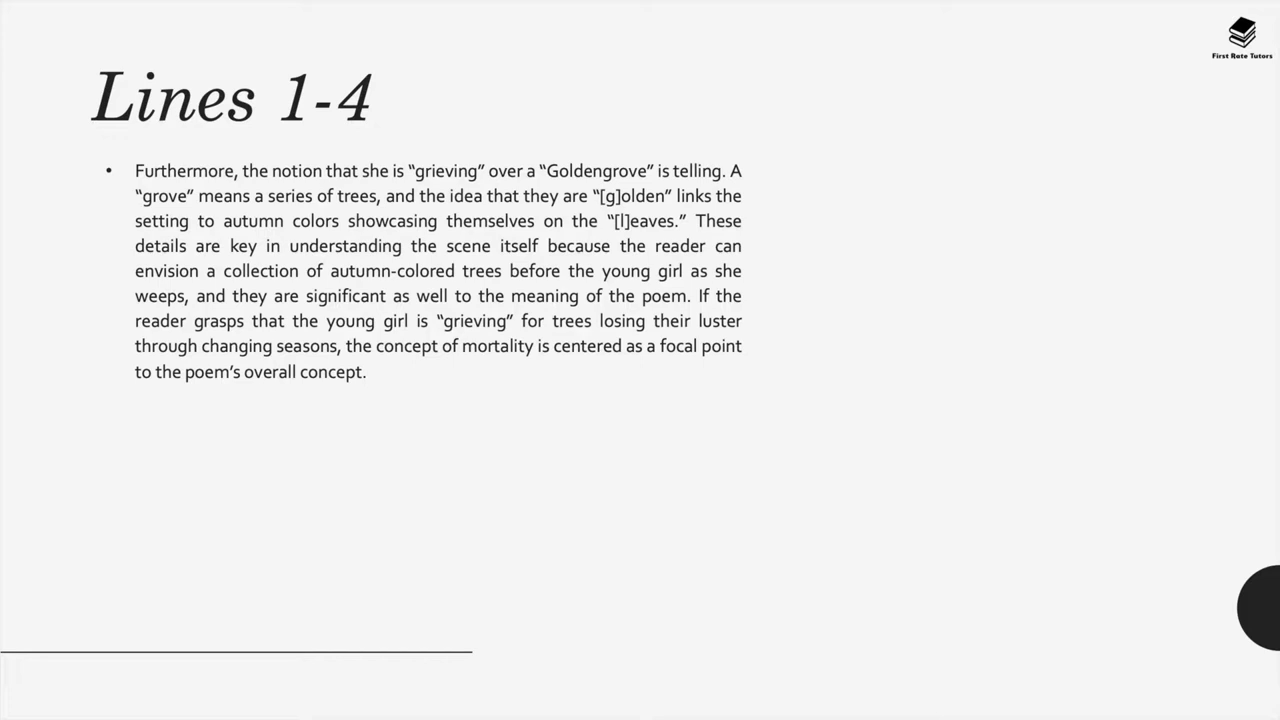 First Rate Tutors
Lines 1-4
• Furthermore, the notion that she is “grieving” over a “Goldengrove” is telling. A
“grove” means a series of trees, and the idea that they are “[g]olden” links the
setting to autumn colors showcasing themselves on the “[l]eaves.” These
details are key in understanding the scene itself because the reader can
envision a collection of autumn-colored trees before the young girl as she
weeps, and they are significant as well to the meaning of the poem. If the
reader grasps that the young girl is “grieving” for trees losing their luster
through changing seasons, the concept of mortality is centered as a focal point
to the poem’s overall concept.